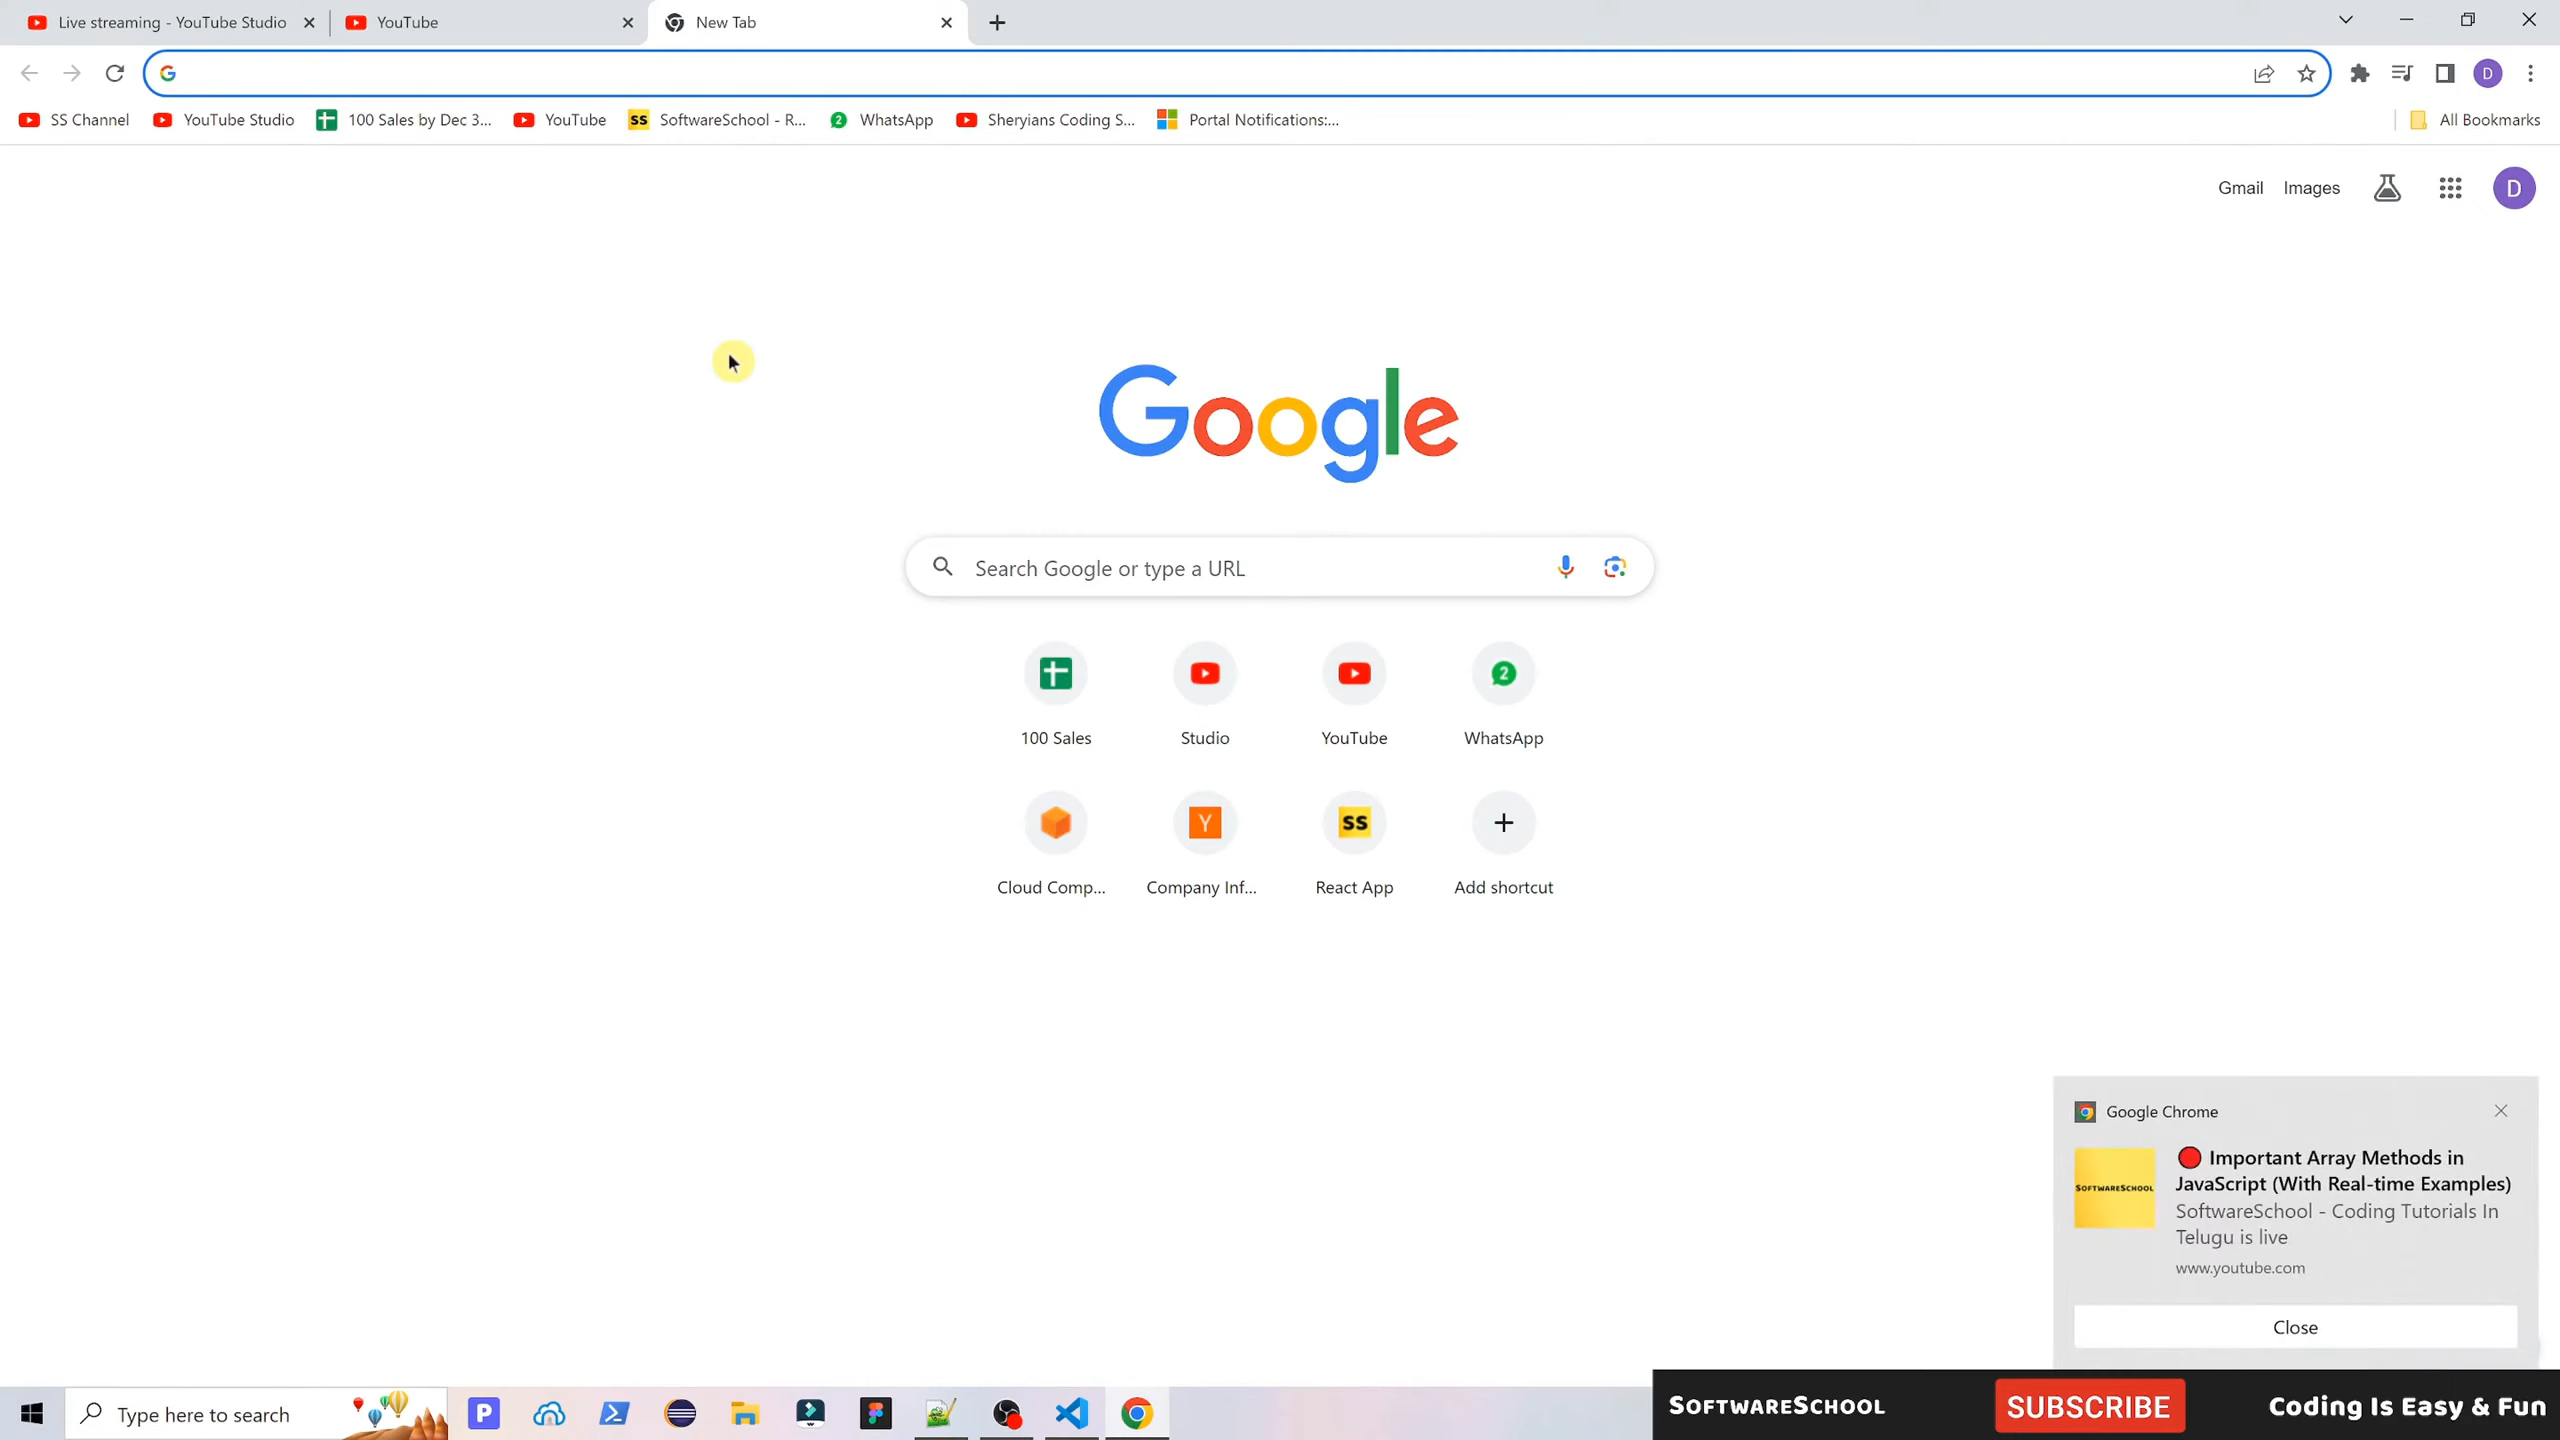 Live streaming - YouTube Studio
YouTube
New Tab
SS Channel
YouTube Studio
100 Sales by Dec 3...
YouTube
SS
SoftwareSchool - R...
2
WhatsApp
Sheryians Coding S...
Portal Notifications:...
All Bookmarks
D
Gmail
Images
D
Google
Search Google or type a URL
100 Sales
Studio
YouTube
2
WhatsApp
Cloud Comp...
Y
Company Inf...
SS
React App
Add shortcut
Google Chrome
SOFTWARESCHOOL
Important Array Methods in
JavaScript (With Real-time Examples)
SoftwareSchool - Coding Tutorials In
Telugu is live
www.youtube.com
Close
Type here to search
P
SOFTWARESCHOOL
SUBSCRIBE
Coding Is Easy & Fun